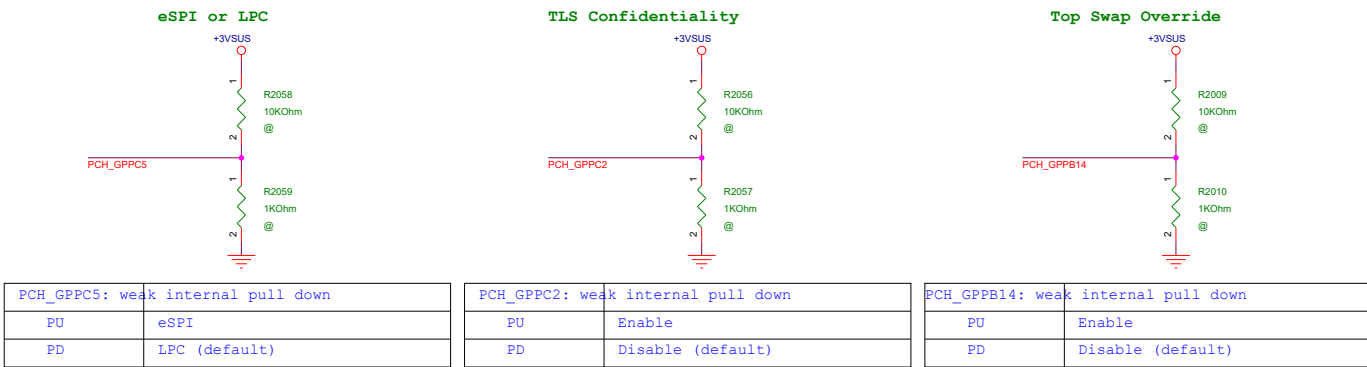 eSPI or LPC
+3VSUS
1
R2058
10KOhm
@
2
PCH_GPPC5
1
R2059
1KOhm
@
2
PCH_GPPC5: weak internal pull down
PU eSPI
PD LPC (default)
TLS Confidentiality
+3VSUS
1
R2056
10KOhm
@
2
PCH_GPPC2
1
R2057
1KOhm
@
2
PCH_GPPC2: weak internal pull down
PU Enable
PD Disable (default)
Top Swap Override
+3VSUS
1
R2009
10KOhm
@
2
PCH_GPPB14
1
R2010
1KOhm
@
2
PCH_GPPB14: weak internal pull down
PU Enable
PD Disable (default)